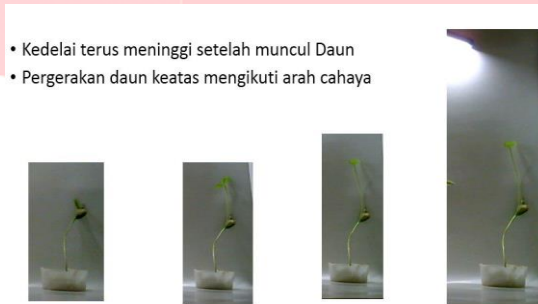 • Kedelai terus meninggi setelah muncul Daun
• Pergerakan daun keatas mengikuti arah cahaya